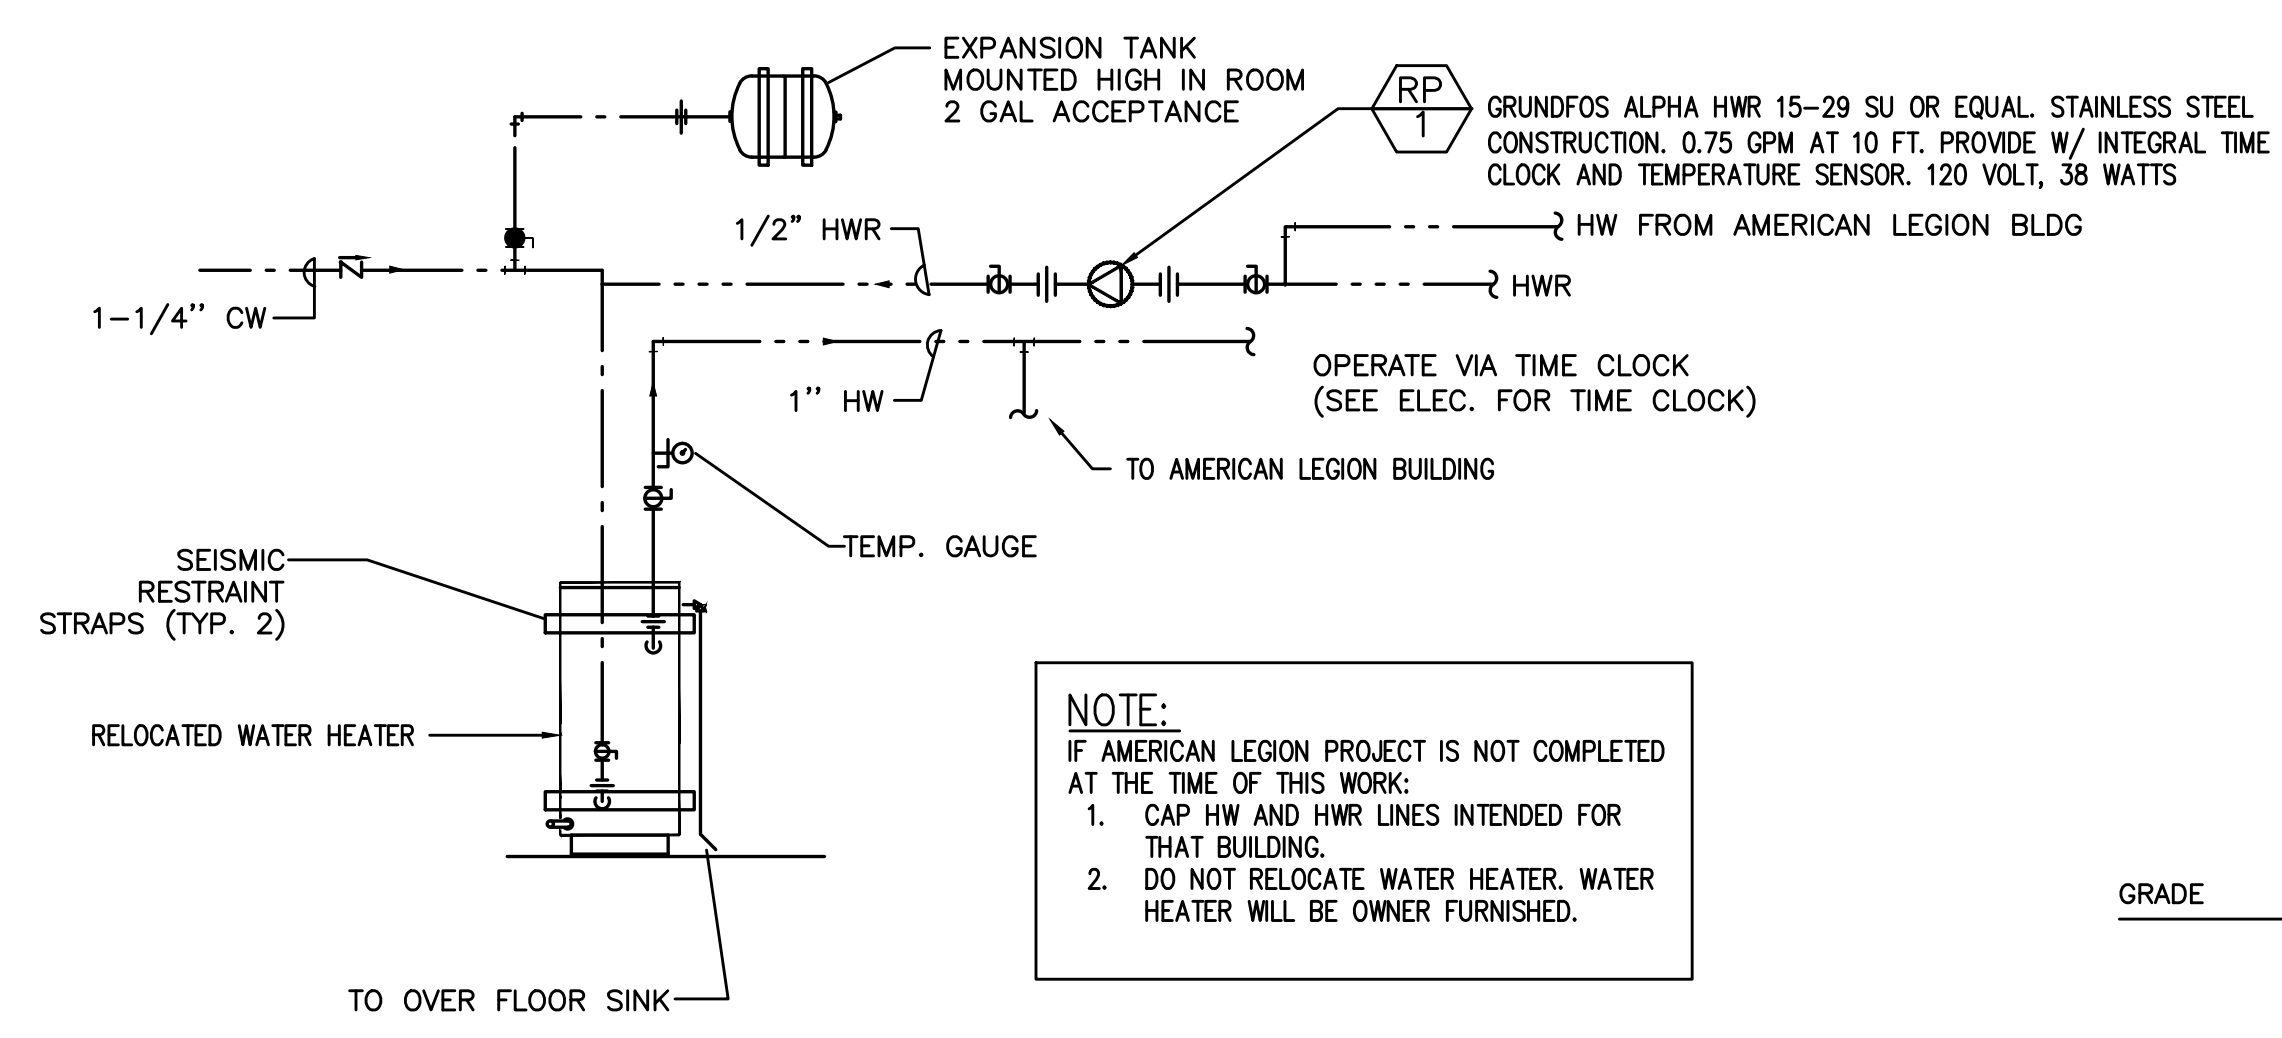 EXPANSION TANK
MOUNTED HIGH IN ROOM
2 GAL ACCEPTANCE
RP
1
GRUNDFOS ALPHA HWR 15-29 SU OR EQUAL. STAINLESS STEEL
CONSTRUCTION. 0.75 GPM AT 10 FT. PROVIDE W/ INTEGRAL TIME
CLOCK AND TEMPERATURE SENSOR. 120 VOLT, 38 WATTS
1/2" HWR
HW FROM AMERICAN LEGION BLDG
HWR
1-1/4" CW
OPERATE VIA TIME CLOCK
(SEE ELEC. FOR TIME CLOCK)
1" HW
TO AMERICAN LEGION BUILDING
TEMP. GAUGE
SEISMIC
RESTRAINT
STRAPS (TYP. 2)
RELOCATED WATER HEATER
NOTE:
IF AMERICAN LEGION PROJECT IS NOT COMPLETED
AT THE TIME OF THIS WORK:
1. CAP HW AND HWR LINES INTENDED FOR
THAT BUILDING.
2. DO NOT RELOCATE WATER HEATER. WATER
HEATER WILL BE OWNER FURNISHED.
GRADE
TO OVER FLOOR SINK